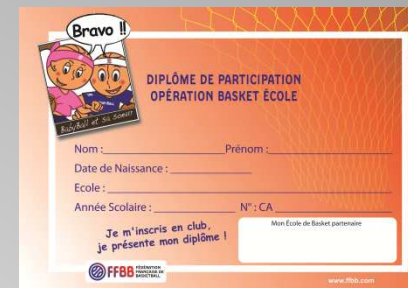 Bravo !!
BabyBall et sa soeur
DIPLÔME DE PARTICIPATION
OPÉRATION BASKET ÉCOLE
Nom : Prénom :
Date de Naissance :
Ecole :
Année Scolaire : N° : CA
Je m'inscris en club,
je présente mon diplôme !
Mon École de Basket partenaire
FFBB FÉDÉRATION FRANÇAISE DE BASKETBALL
www.ffbb.com